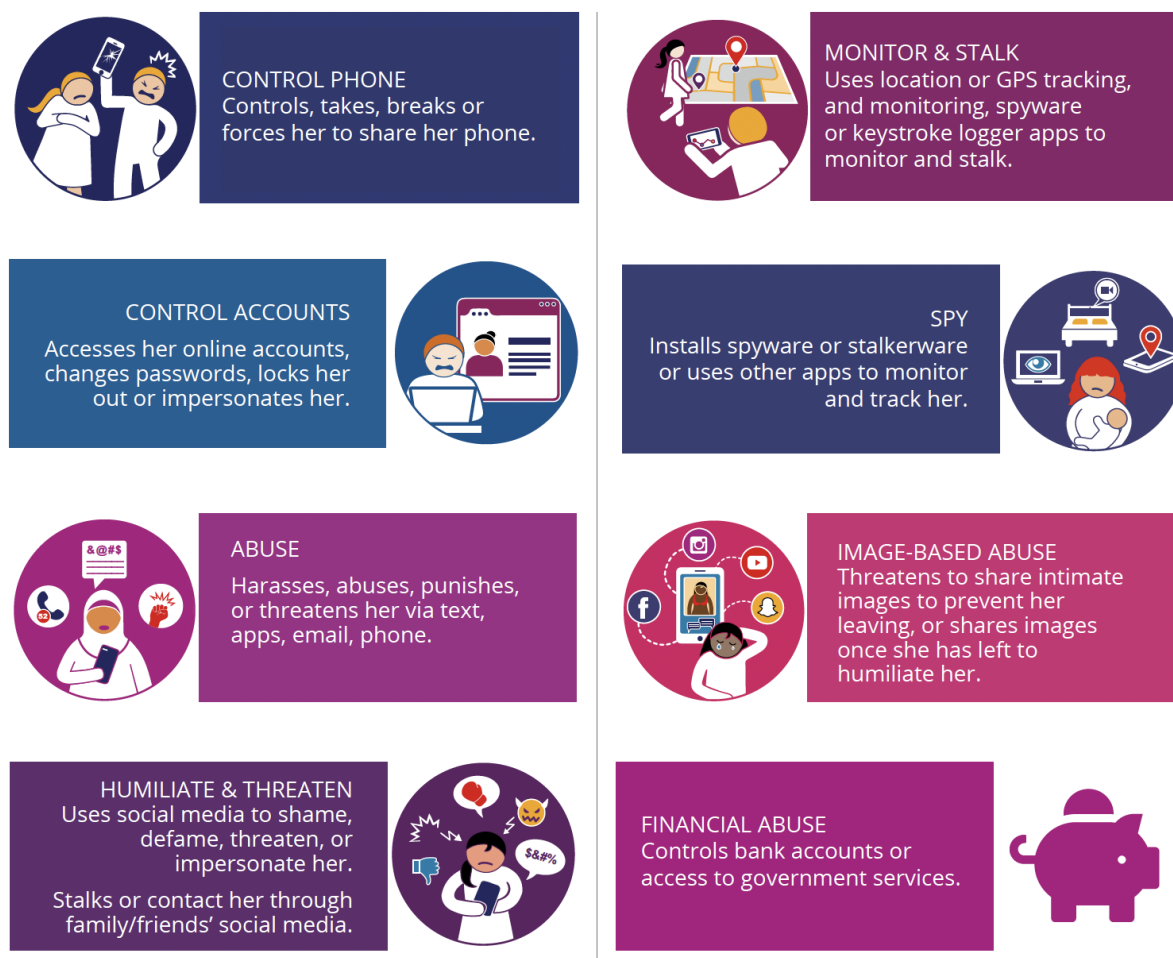 CONTROL PHONE
Controls, takes, breaks or
forces her to share her phone.
MONITOR & STALK
Uses location or GPS tracking,
and monitoring, spyware
or keystroke logger apps to
monitor and stalk.
CONTROL ACCOUNTS
Accesses her online accounts,
changes passwords, locks her
out or impersonates her.
SPY
Installs spyware or stalkerware
or uses other apps to monitor
and track her.
&@#$
52
ABUSE
Harasses, abuses, punishes,
or threatens her via text,
apps, email, phone.
f
IMAGE-BASED ABUSE
Threatens to share intimate
images to prevent her
leaving, or shares images
once she has left to
humiliate her.
HUMILIATE & THREATEN
Uses social media to shame,
defame, threaten, or
impersonate her.
Stalks or contact her through
family/friends’ social media.
$&#%
FINANCIAL ABUSE
Controls bank accounts or
access to government services.